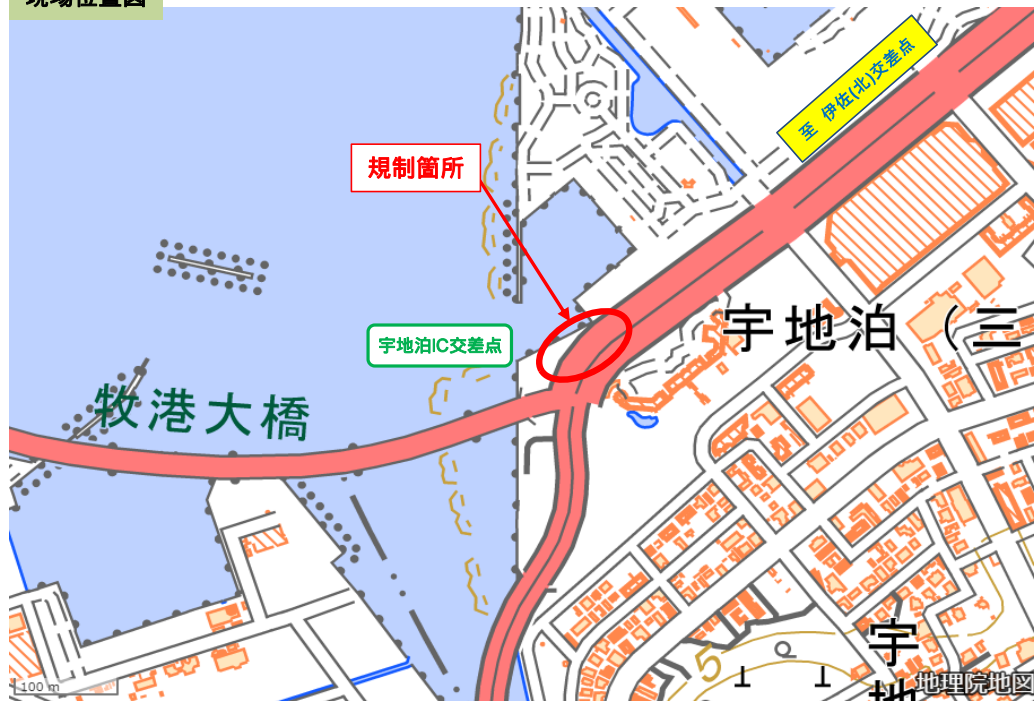 現場位置図
至 伊佐(北)交差点
規制箇所
宇地泊IC交差点
宇地泊（三
牧港大橋
宇
地
5
100 m
地理院地図